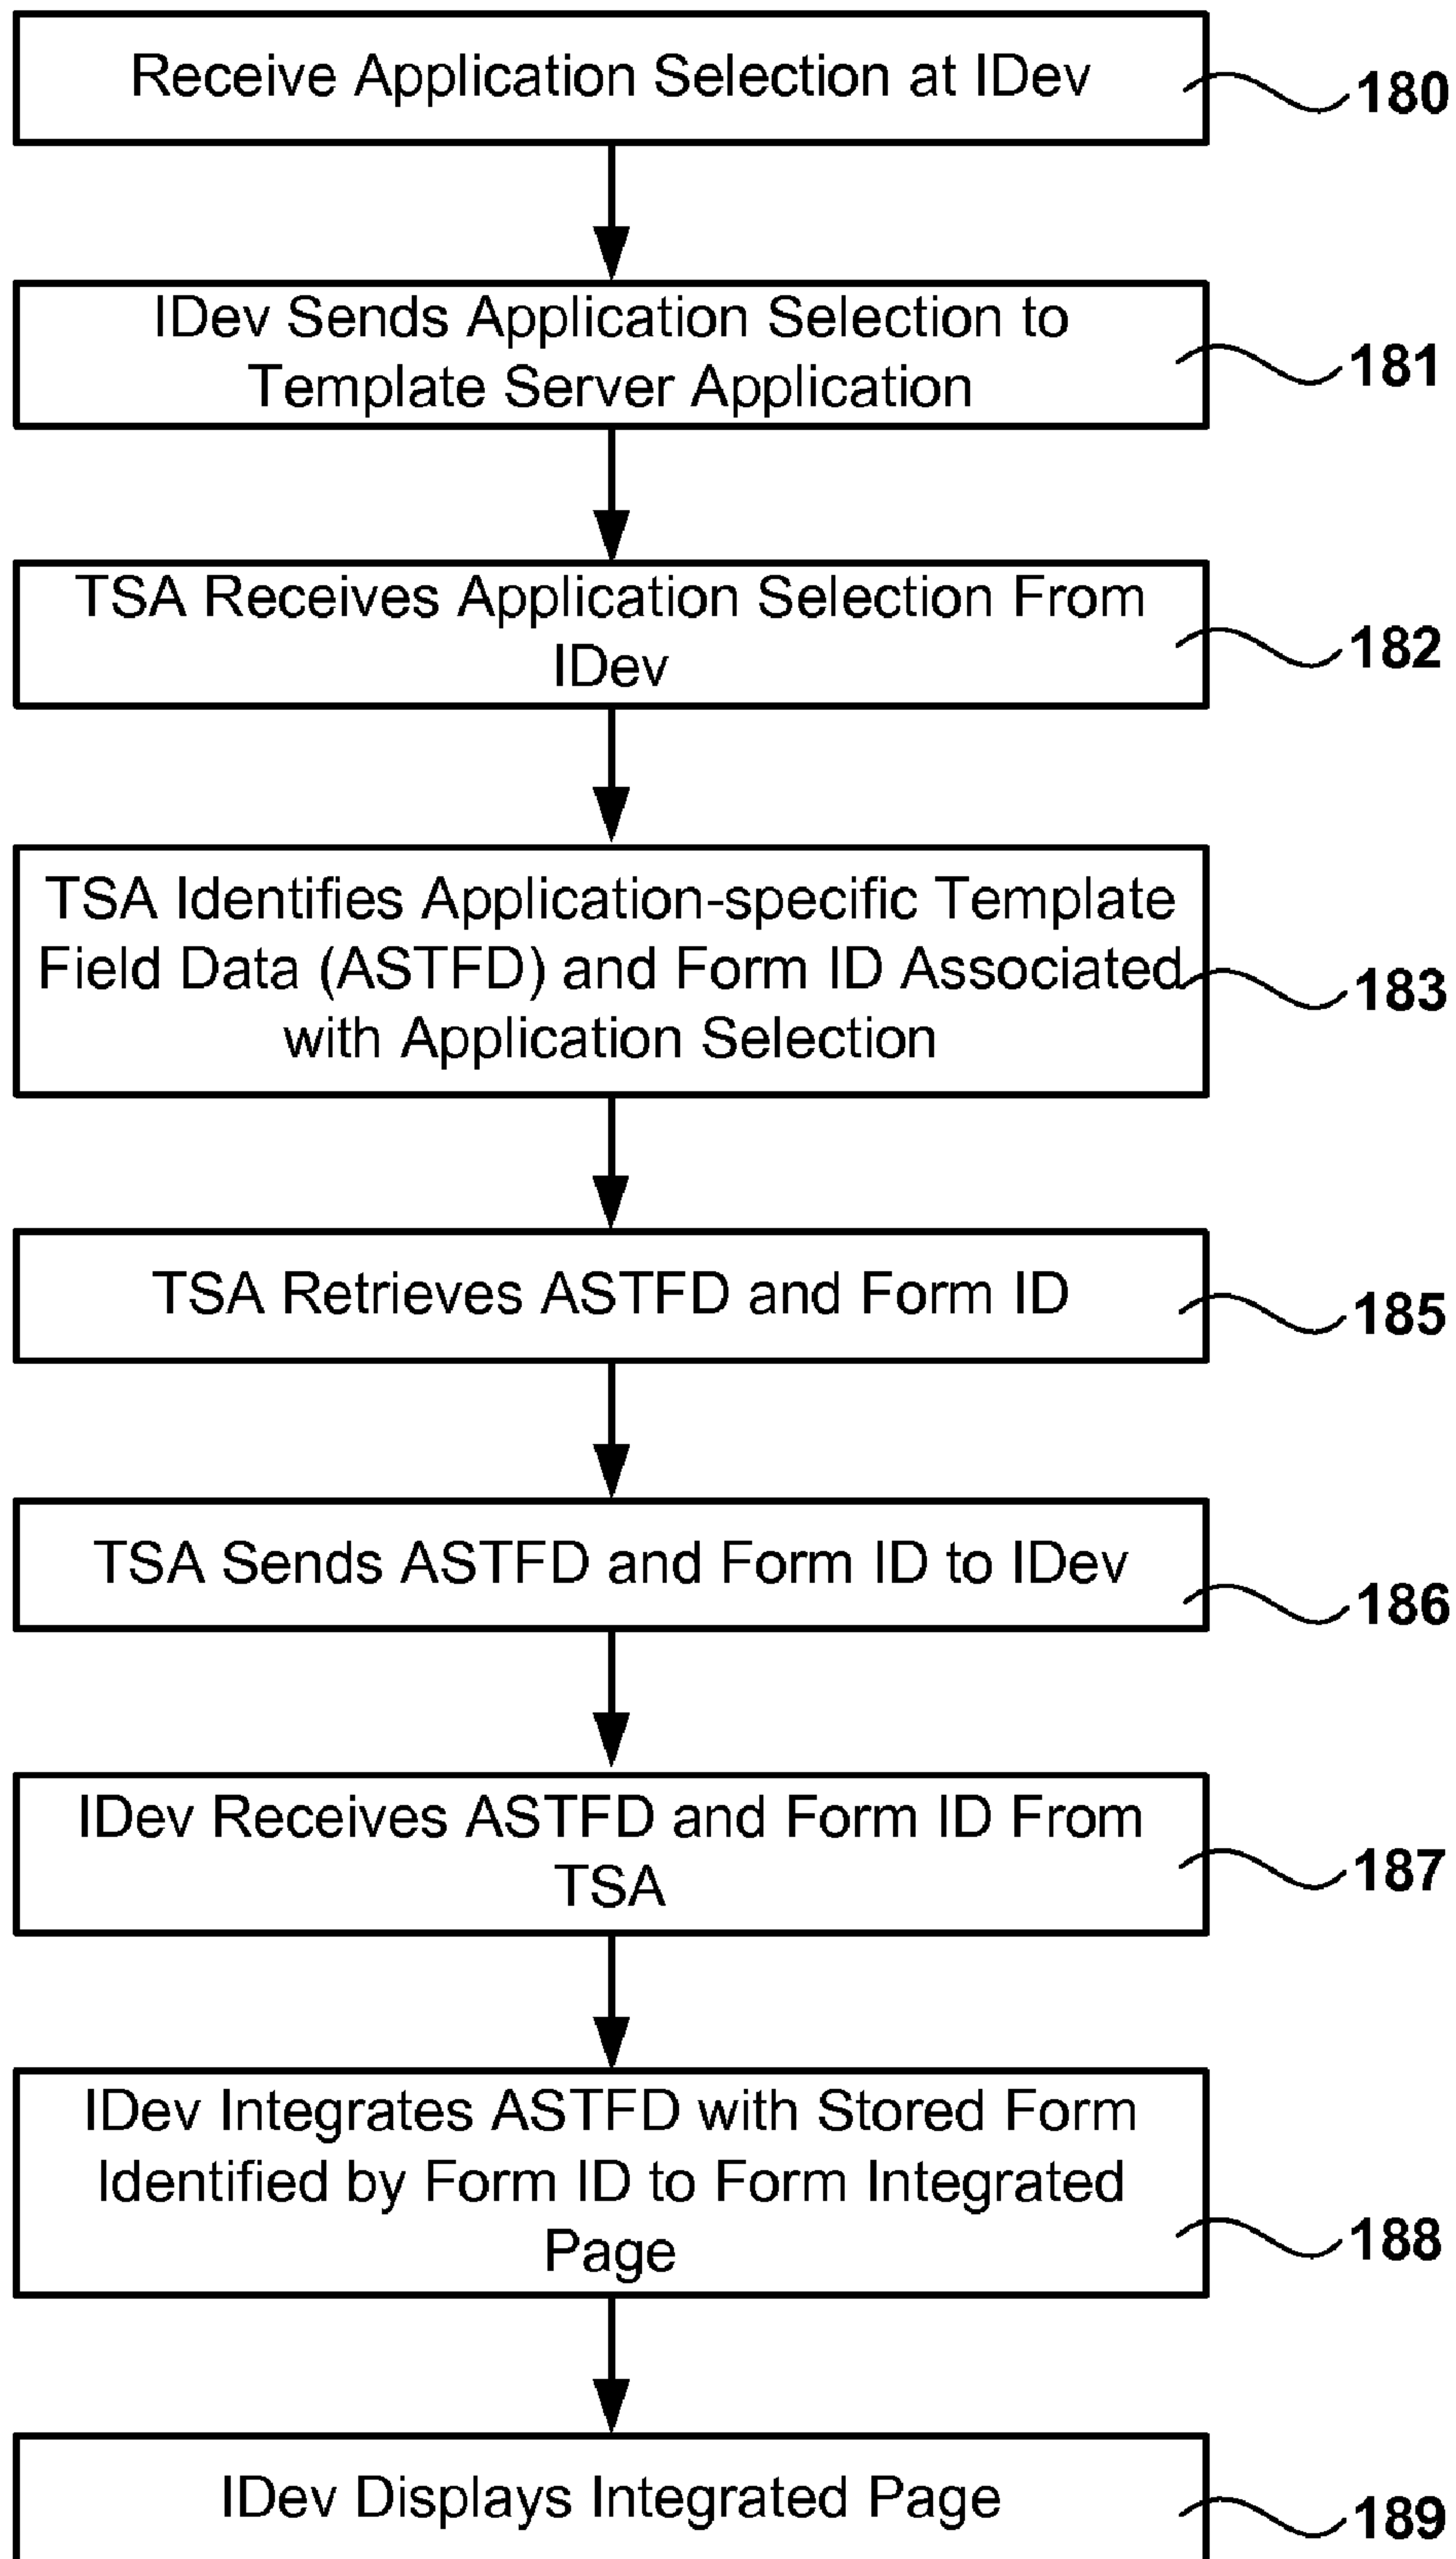 Receive Application Selection at IDev
180
IDev Sends Application Selection to
Template Server Application
181
TSA Receives Application Selection From
IDev
182
TSA Identifies Application-specific Template
Field Data (ASTFD) and Form ID Associated
with Application Selection
183
TSA Retrieves ASTFD and Form ID
185
TSA Sends ASTFD and Form ID to IDev
186
IDev Receives ASTFD and Form ID From
TSA
187
IDev Integrates ASTFD with Stored Form
Identified by Form ID to Form Integrated
Page
188
IDev Displays Integrated Page
189